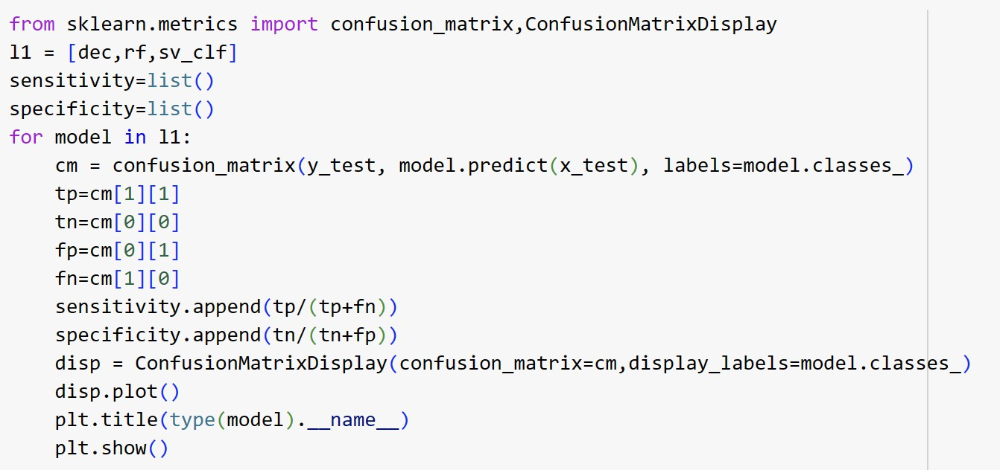 from sklearn.metrics import confusion_matrix,ConfusionMatrixDisplay
l1 = [dec,rf,sv_clf]
sensitivity=list()
specificity=list()
for model in l1:
    cm = confusion_matrix(y_test, model.predict(x_test), labels=model.classes_)
    tp=cm[1][1]
    tn=cm[0][0]
    fp=cm[0][1]
    fn=cm[1][0]
    sensitivity.append(tp/(tp+fn))
    specificity.append(tn/(tn+fp))
    disp = ConfusionMatrixDisplay(confusion_matrix=cm,display_labels=model.classes_)
    disp.plot()
    plt.title(type(model).__name__)
    plt.show()